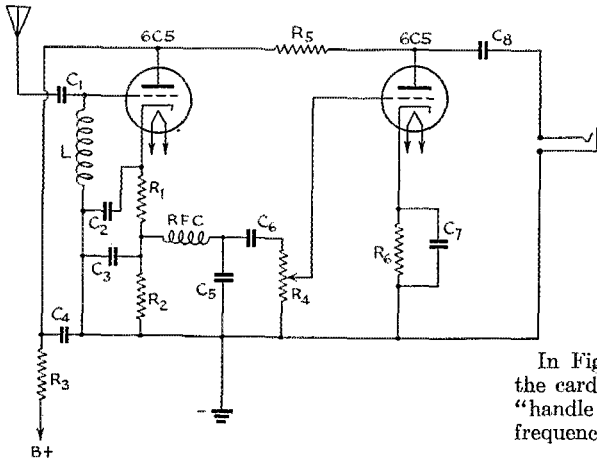 6C5
R5
6C5
C8
C1
L
R1
C2
RFC
C6
C7
C3
R2
C5
R4
R6
C4
R3
B+
In Fig
the card
"handle
frequenc